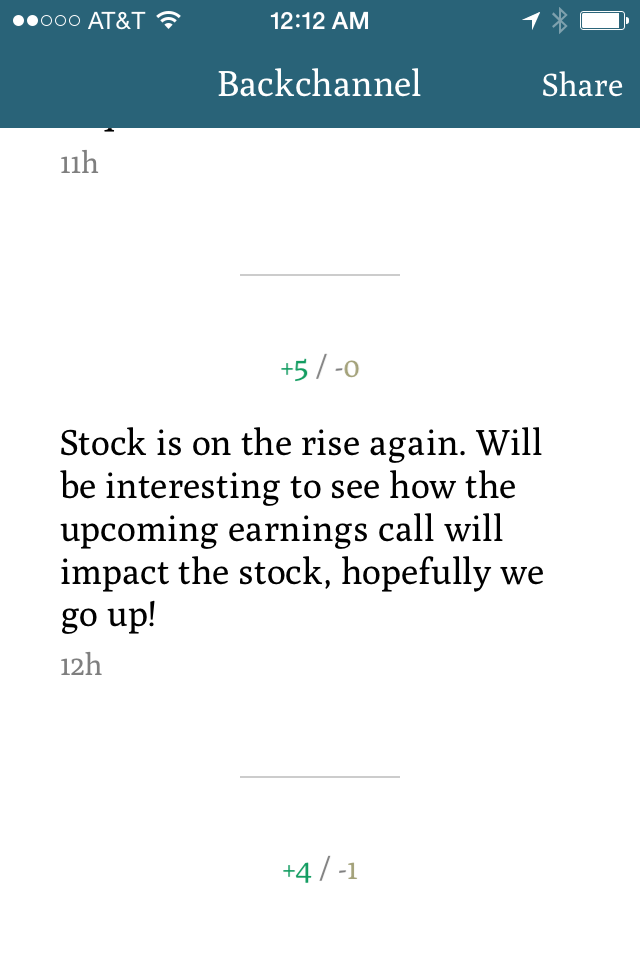 AT&T 12:12 AM
Backchannel Share
11h
+5 / -0
Stock is on the rise again. Will
be interesting to see how the
upcoming earnings call will
impact the stock, hopefully we
go up!
12h
+4 / -1